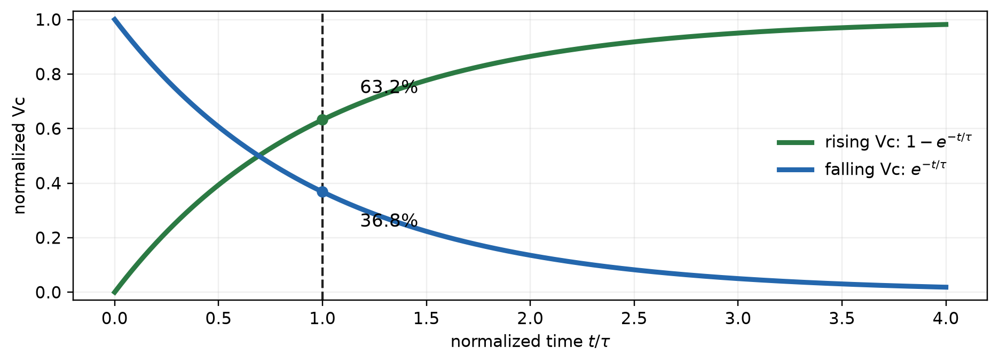 1.0
0.8
0.6
0.4
0.2
0.0
normalized Vc
63.2%
36.8%
rising Vc: 1 − e^{−t/τ}
falling Vc: e^{−t/τ}
0.0 0.5 1.0 1.5 2.0 2.5 3.0 3.5 4.0
normalized time t/τ